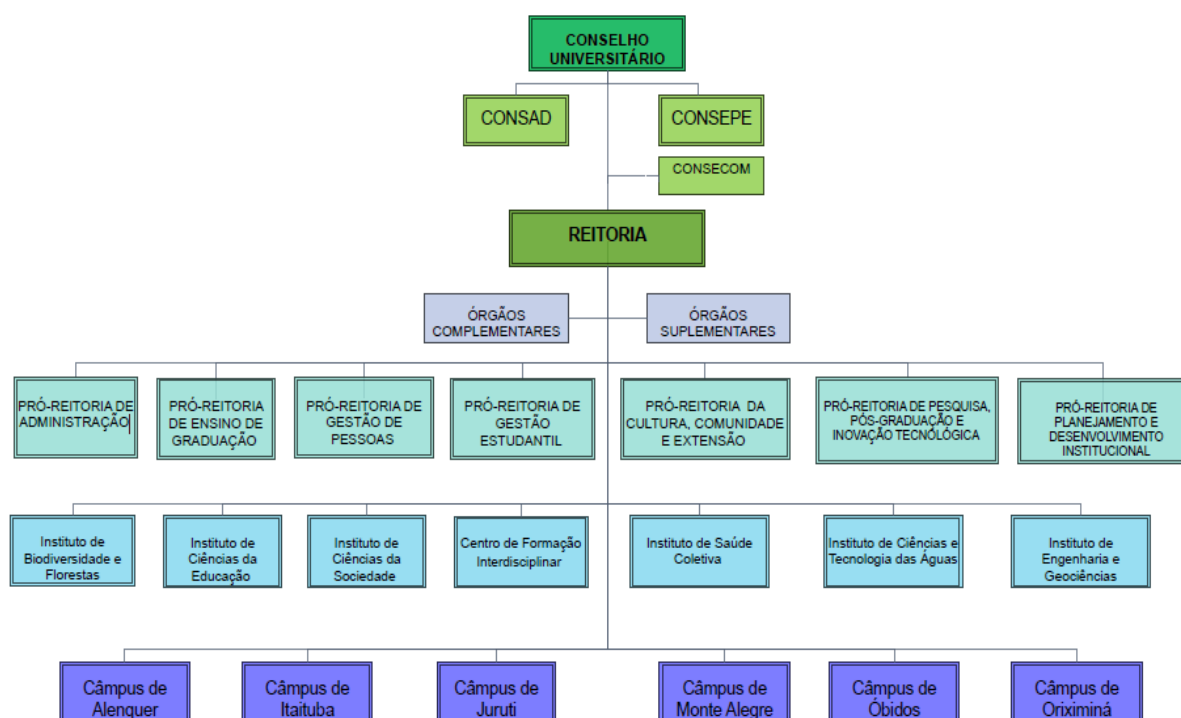 CONSELHO
UNIVERSITÁRIO
CONSAD
CONSEPE
CONSECOM
REITORIA
ÓRGÃOS
COMPLEMENTARES
ÓRGÃOS
SUPLEMENTARES
PRÓ-REITORIA DE
ADMINISTRAÇÃO
PRÓ-REITORIA
DE ENSINO DE
GRADUAÇÃO
PRÓ-REITORIA DE
GESTÃO DE
PESSOAS
PRÓ-REITORIA DE
GESTÃO
ESTUDANTIL
PRÓ-REITORIA DA
CULTURA, COMUNIDADE
E EXTENSÃO
PRÓ-REITORIA DE PESQUISA,
PÓS-GRADUAÇÃO E
INOVAÇÃO TECNÓLÓGICA
PRÓ-REITORIA DE
PLANEJAMENTO E
DESENVOLVIMENTO
INSTITUCIONAL
Instituto de
Biodiversidade e
Florestas
Instituto de
Ciências da
Educação
Instituto de
Ciências da
Sociedade
Centro de Formação
Interdisciplinar
Instituto de Saúde
Coletiva
Instituto de Ciências e
Tecnologia das Águas
Instituto de
Engenharia e
Geociências
Câmpus de
Alenquer
Câmpus de
Itaituba
Câmpus de
Juruti
Câmpus de
Monte Alegre
Câmpus de
Óbidos
Câmpus de
Oriximiná